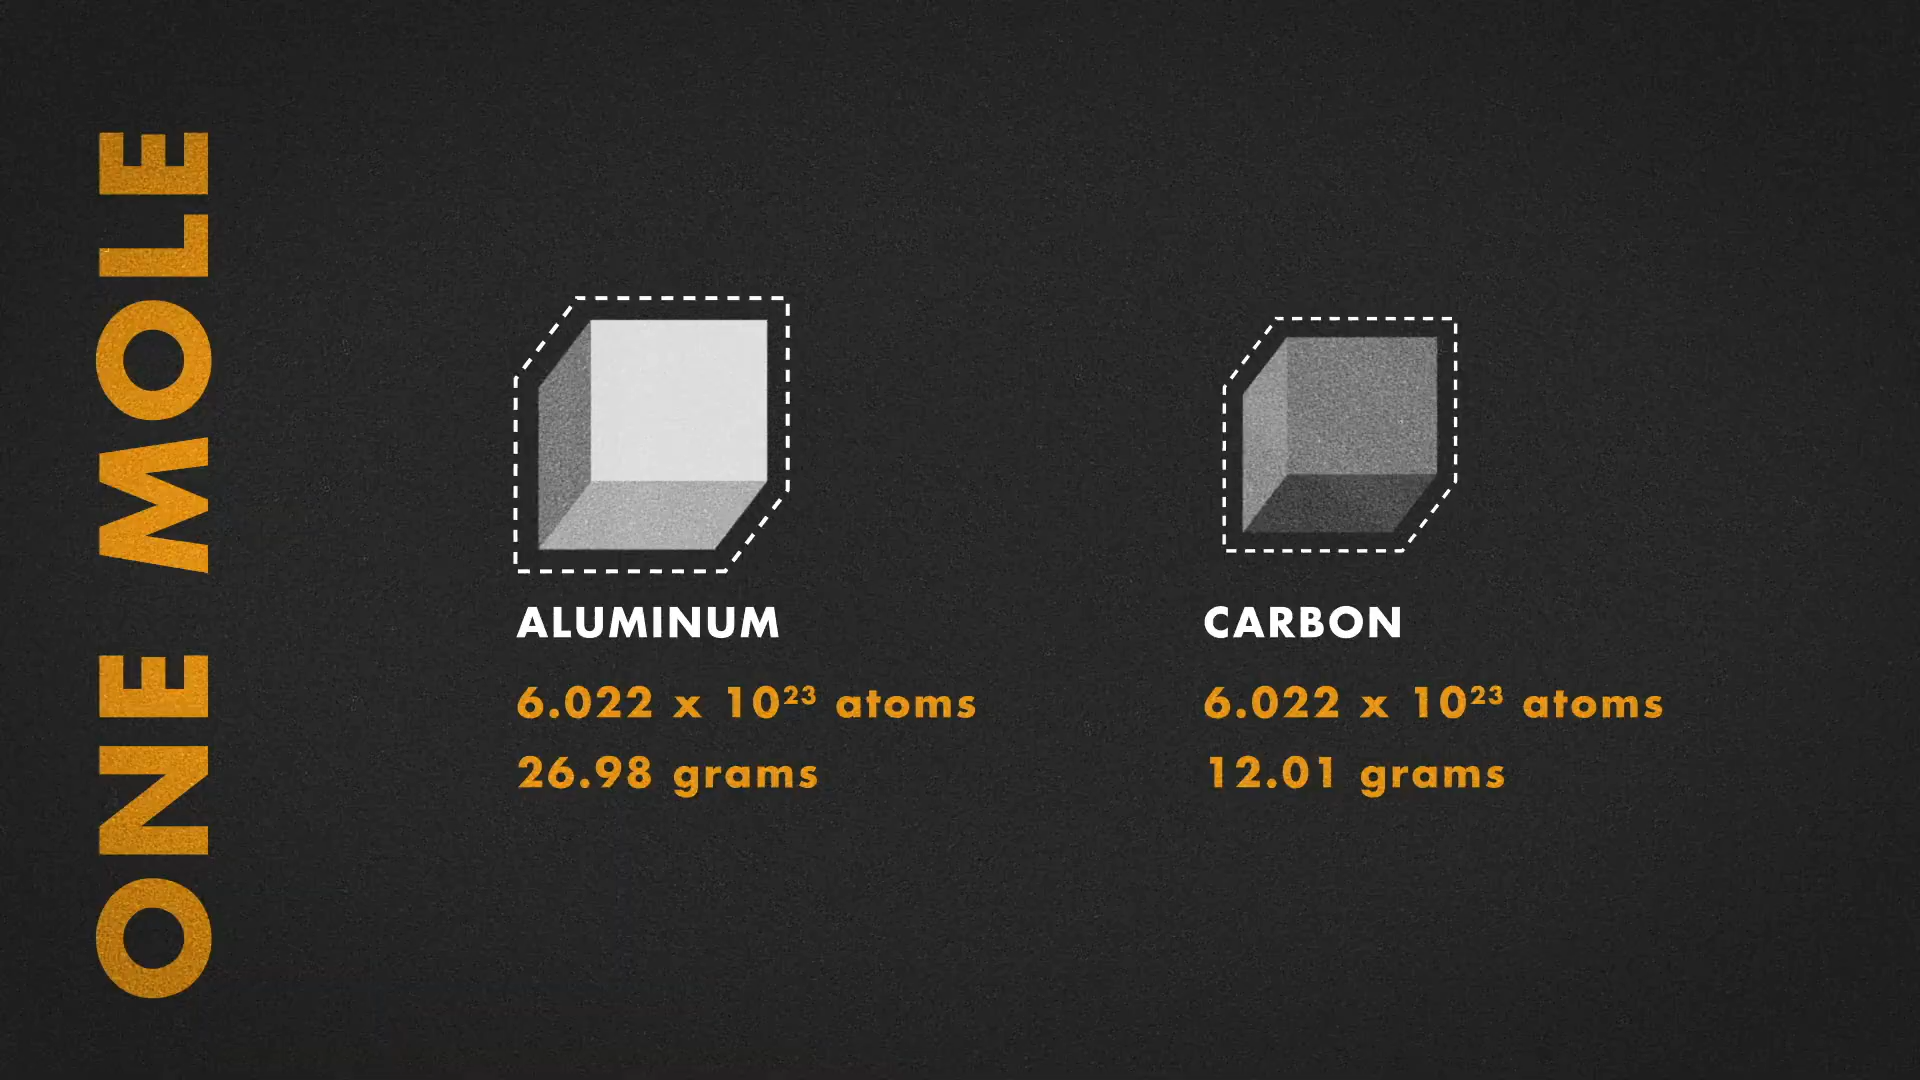 ONE MOLE
ALUMINUM
6.022 x 10²³ atoms
26.98 grams
CARBON
6.022 x 10²³ atoms
12.01 grams